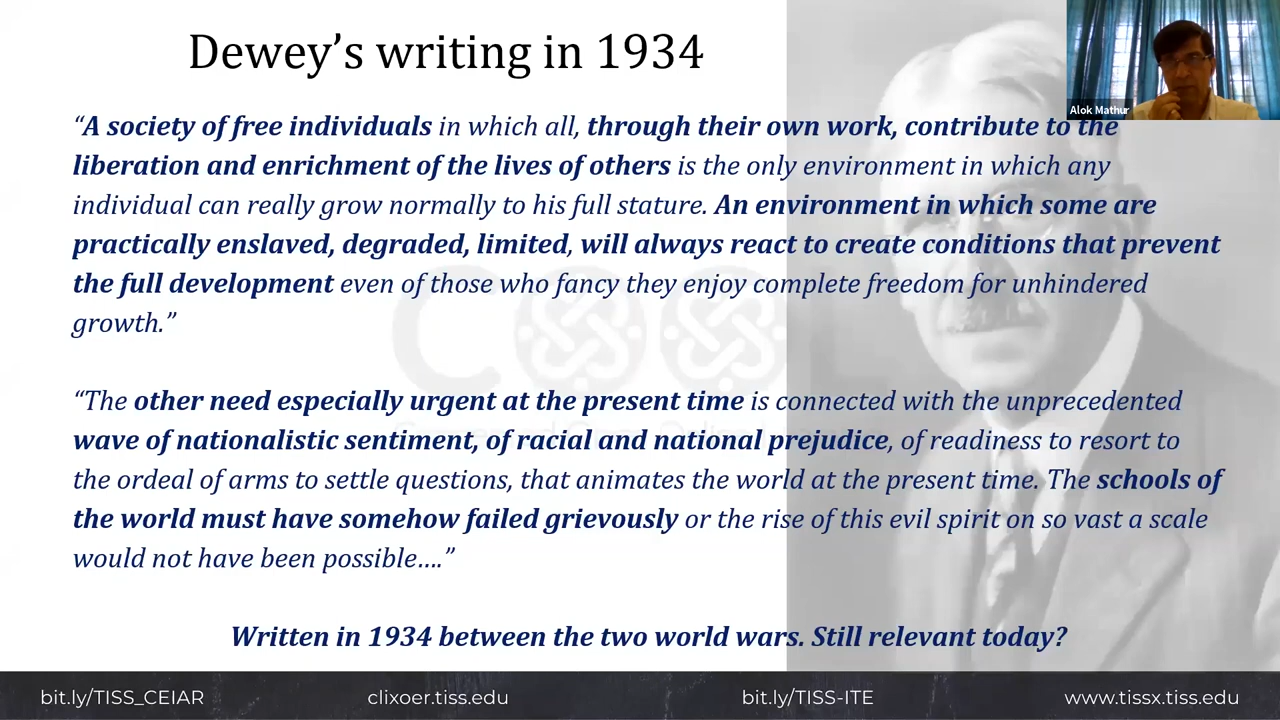 Dewey’s writing in 1934
Alok Mathur
“A society of free individuals in which all, through their own work, contribute to the
liberation and enrichment of the lives of others is the only environment in which any
individual can really grow normally to his full stature. An environment in which some are
practically enslaved, degraded, limited, will always react to create conditions that prevent
the full development even of those who fancy they enjoy complete freedom for unhindered
growth.”
“The other need especially urgent at the present time is connected with the unprecedented
wave of nationalistic sentiment, of racial and national prejudice, of readiness to resort to
the ordeal of arms to settle questions, that animates the world at the present time. The schools of
the world must have somehow failed grievously or the rise of this evil spirit on so vast a scale
would not have been possible....”
Written in 1934 between the two world wars. Still relevant today?
bit.ly/TISS_CEIAR
clixoer.tiss.edu
bit.ly/TISS-ITE
www.tissx.tiss.edu